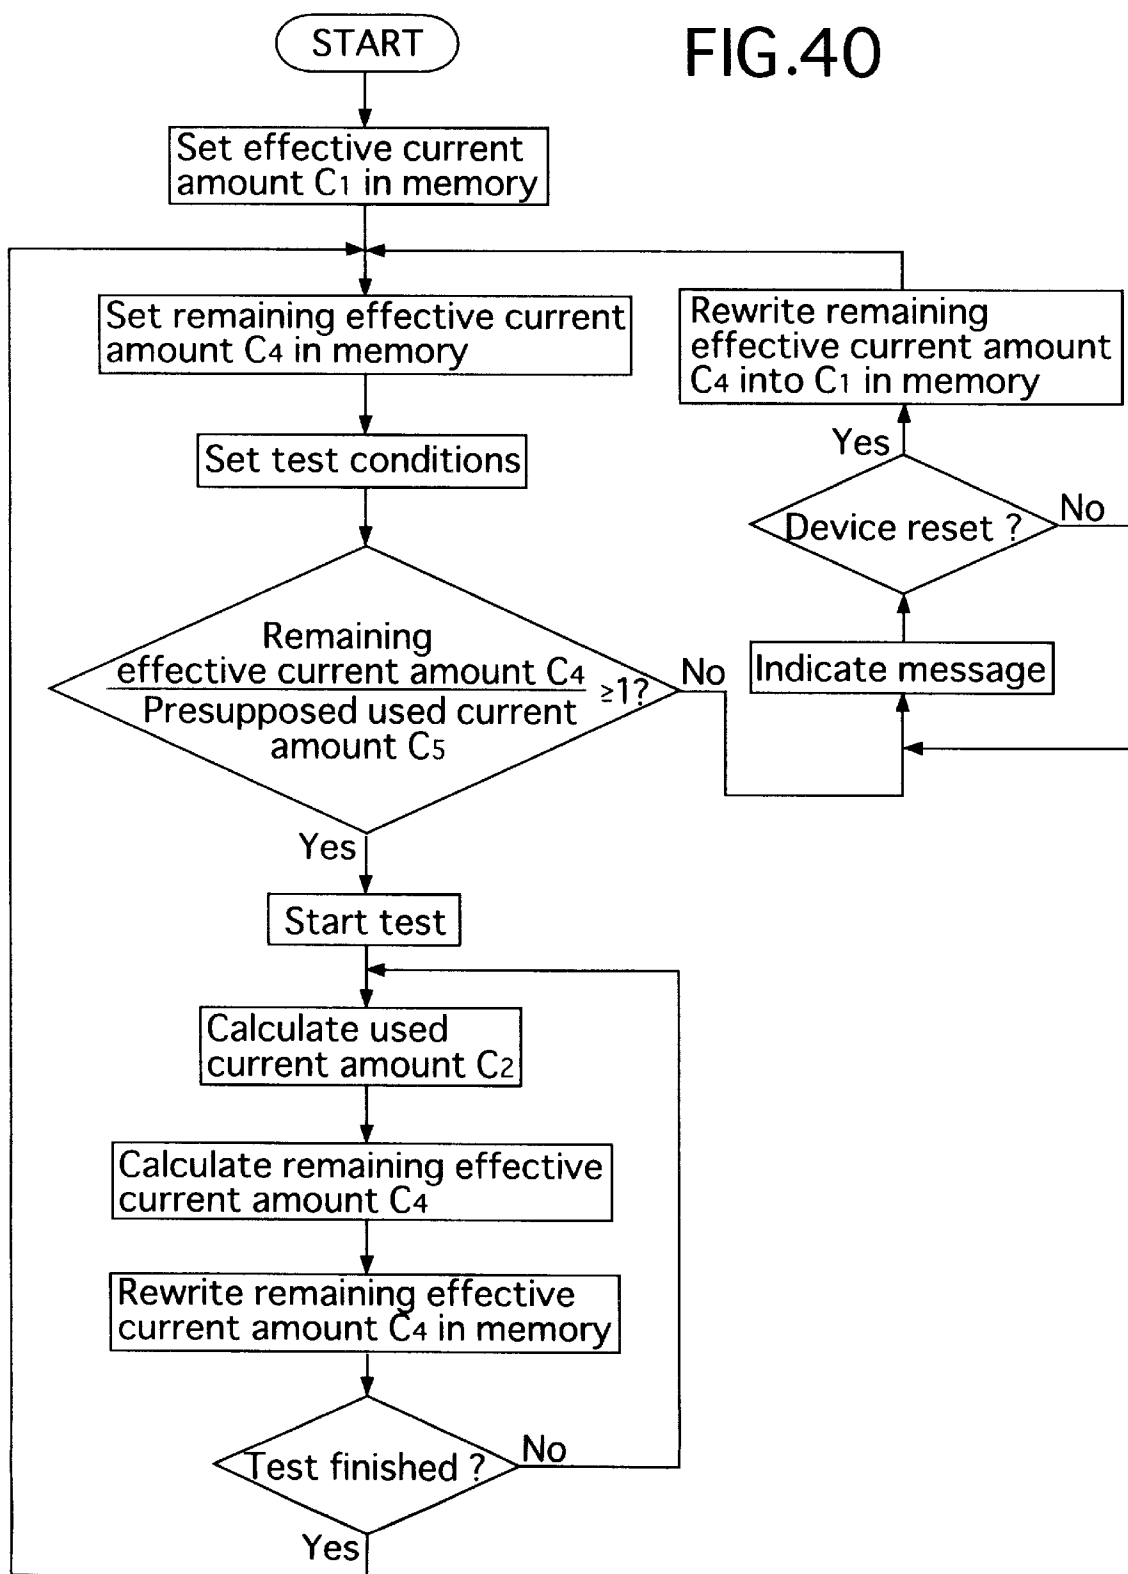 START
FIG.40
Set effective current
amount C1 in memory
Set remaining effective current
amount C4 in memory
Rewrite remaining
effective current amount
C4 into C1 in memory
Yes
Set test conditions
Device reset ?
No
Remaining
effective current amount C4
Presupposed used current
amount C5
≥1?
No
Indicate message
Yes
Start test
Calculate used
current amount C2
Calculate remaining effective
current amount C4
Rewrite remaining effective
current amount C4 in memory
Test finished ?
No
Yes